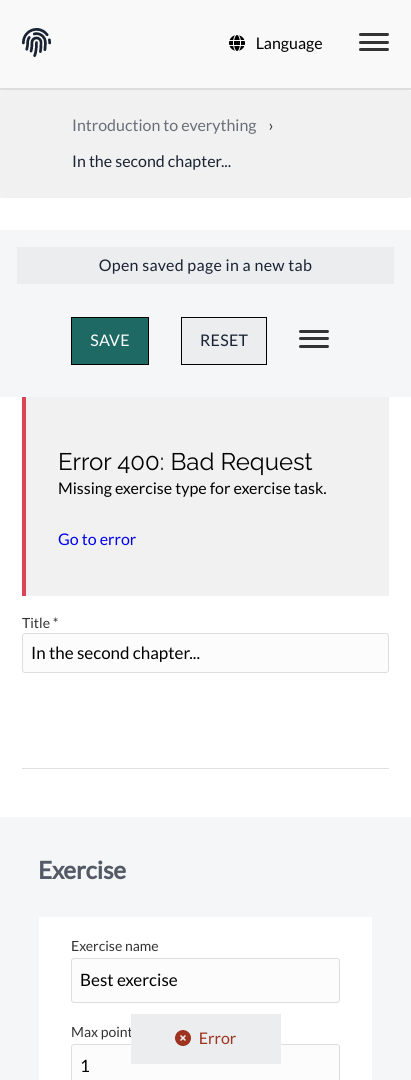 Language
Introduction to everything ›
In the second chapter...
Open saved page in a new tab
SAVE RESET
Error 400: Bad Request
Missing exercise type for exercise task.
Go to error
Title *
In the second chapter...
Exercise
Exercise name
Best exercise
Max point
Error
1